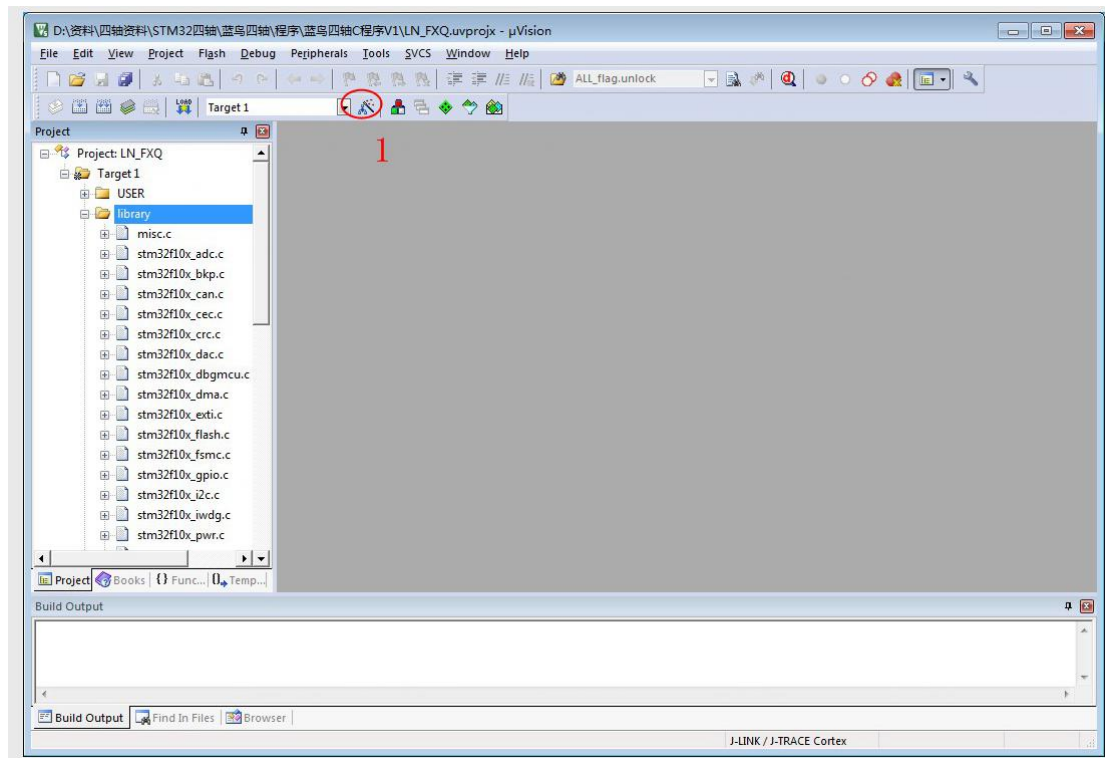 D:\资料\四轴资料\STM32四轴\蓝鸟四轴\程序\蓝鸟四轴C程序V1\LN_FXQ.uvprojx - µVision
File Edit View Project Flash Debug Peripherals Tools SVCS Window Help
ALL_flag.unlock
LOAD Target 1
1
Project
Project: LN_FXQ
Target 1
USER
library
misc.c
stm32f10x_adc.c
stm32f10x_bkp.c
stm32f10x_can.c
stm32f10x_cec.c
stm32f10x_crc.c
stm32f10x_dac.c
stm32f10x_dbgmcu.c
stm32f10x_dma.c
stm32f10x_exti.c
stm32f10x_flash.c
stm32f10x_fsmc.c
stm32f10x_gpio.c
stm32f10x_i2c.c
stm32f10x_iwdg.c
stm32f10x_pwr.c
Project Books {} Func... 0 Temp...
Build Output
Build Output Find In Files Browser
J-LINK / J-TRACE Cortex